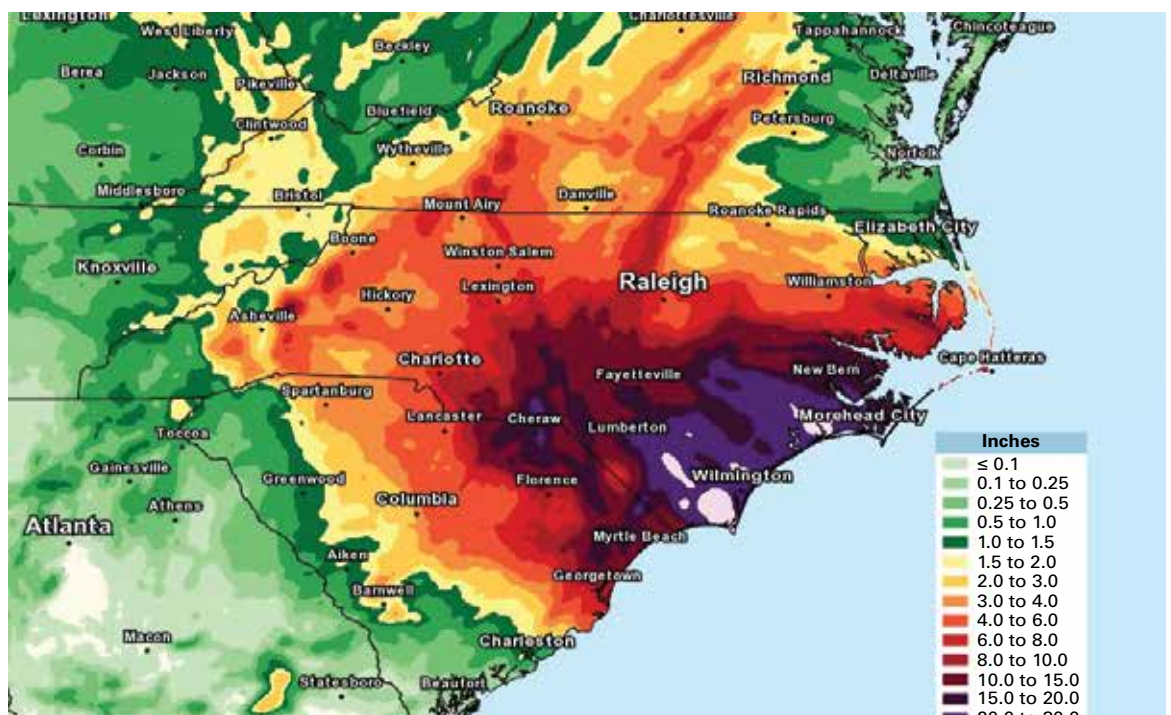 Lexington
Charlottesville
West Liberty
Tappahannock
Chincoteague
Beckley
Berea
Jackson
Pikeville
Richmond
Deltaville
Bluefield
Roanoke
Clintwood
Petersburg
Corbin
Wytheville
Norfolk
Middlesboro
Bristol
Danville
Mount Airy
Roanoke Rapids
Boone
Elizabeth City
Winston Salem
Knoxville
Raleigh
Williamston
Lexington
Hickory
Asheville
Charlotte
Cape Hatteras
Fayetteville
New Bern
Spartanburg
Lancaster
Cheraw
Morehead City
Toccoa
Lumberton
Gainesville
Greenwood
Florence
Wilmington
Athens
Columbia
Atlanta
Myrtle Beach
Aiken
Georgetown
Barnwell
Macon
Charleston
Statesboro
Beaufort
Inches
≤ 0.1
0.1 to 0.25
0.25 to 0.5
0.5 to 1.0
1.0 to 1.5
1.5 to 2.0
2.0 to 3.0
3.0 to 4.0
4.0 to 6.0
6.0 to 8.0
8.0 to 10.0
10.0 to 15.0
15.0 to 20.0